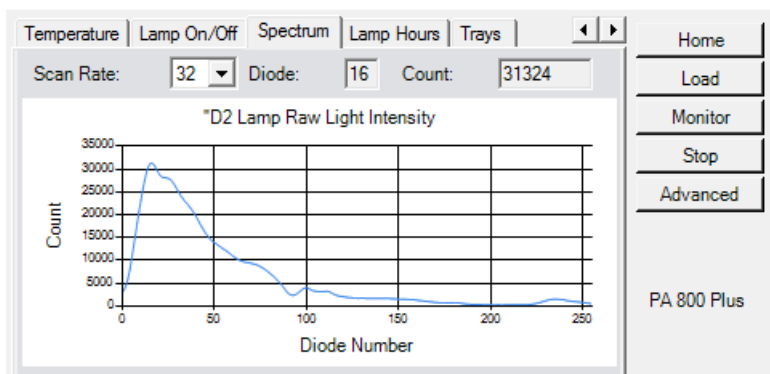 Temperature Lamp On/Off Spectrum Lamp Hours Trays
Scan Rate: 32 Diode: 16 Count: 31324
"D2 Lamp Raw Light Intensity
35000
30000
25000
20000
15000
10000
5000
0
Count
0 50 100 150 200 250
Diode Number
Home
Load
Monitor
Stop
Advanced
PA 800 Plus